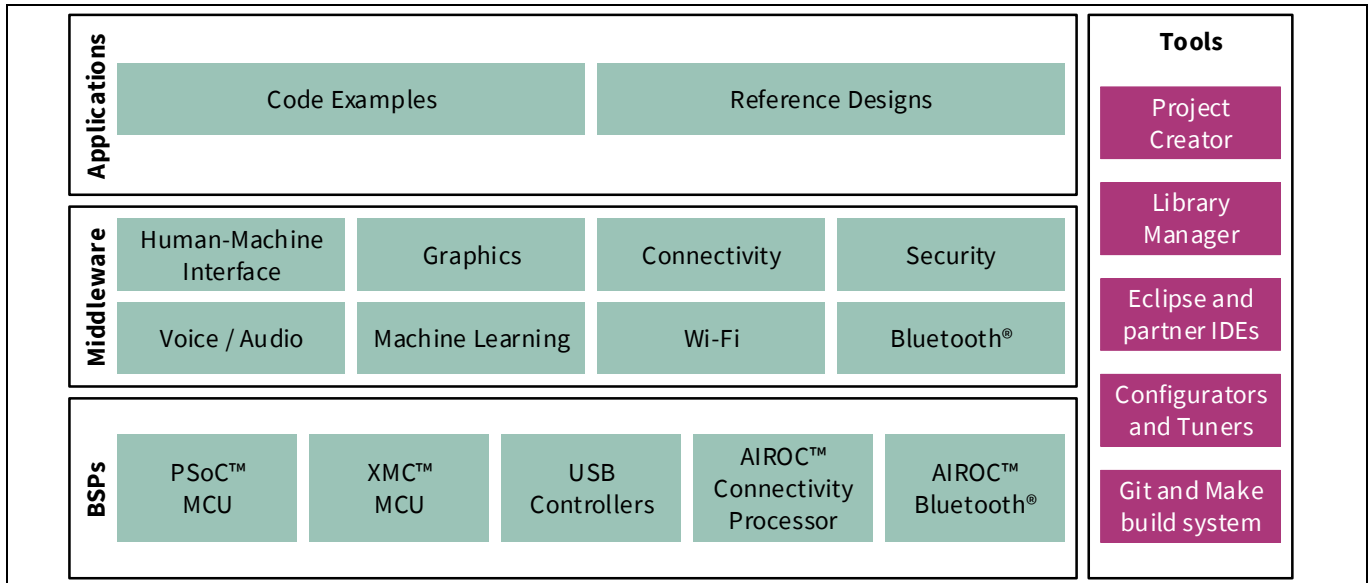 Applications
Code Examples
Reference Designs
Middleware
Human-Machine
Interface
Graphics
Connectivity
Security
Voice / Audio
Machine Learning
Wi-Fi
Bluetooth®
BSPs
PSoC™
MCU
XMC™
MCU
USB
Controllers
AIROC™
Connectivity
Processor
AIROC™
Bluetooth®
Tools
Project
Creator
Library
Manager
Eclipse and
partner IDEs
Configurators
and Tuners
Git and Make
build system